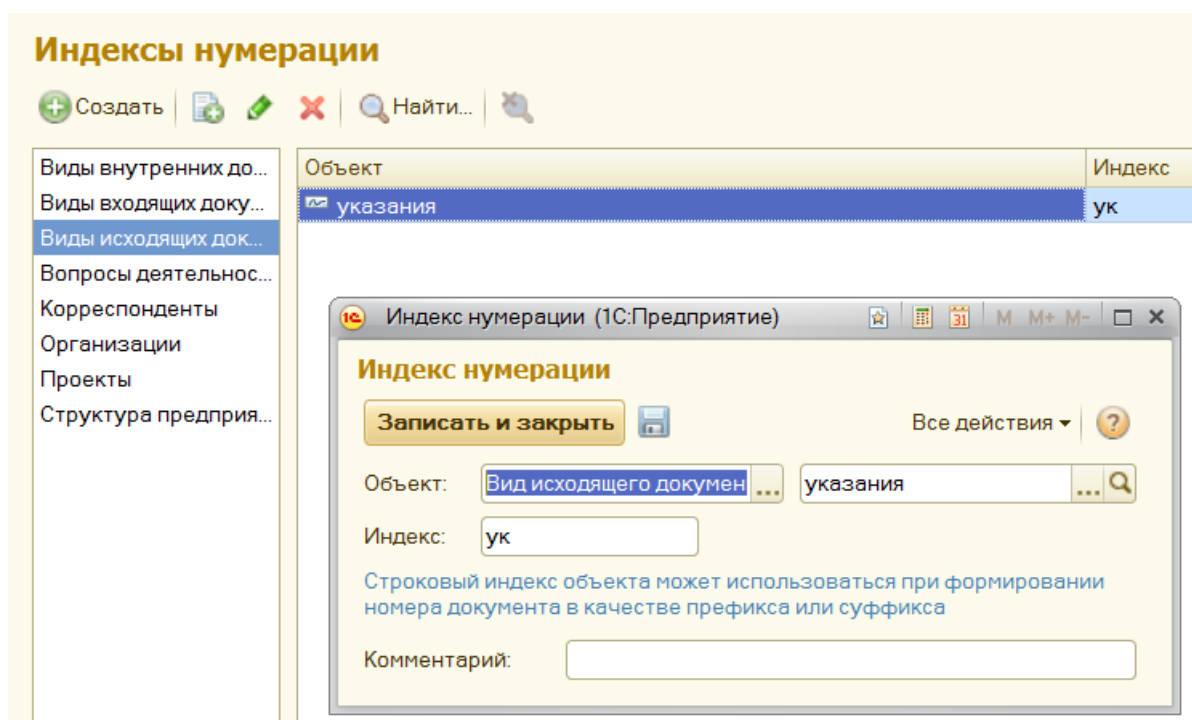 Индексы нумерации
Создать Найти...
Виды внутренних до...
Виды входящих доку...
Виды исходящих док...
Вопросы деятельнос...
Корреспонденты
Организации
Проекты
Структура предприя...
Объект Индекс
указания ук
1С Индекс нумерации (1С:Предприятие) 31 M M+ M-
Индекс нумерации
Записать и закрыть Все действия ?
Объект: Вид исходящего докумен ... указания ...
Индекс: ук
Строковый индекс объекта может использоваться при формировании
номера документа в качестве префикса или суффикса
Комментарий: